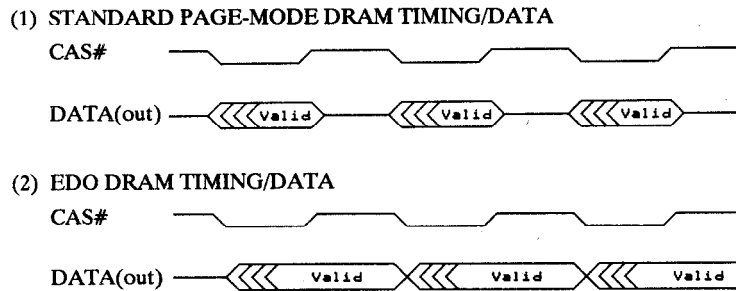 (1) STANDARD PAGE-MODE DRAM TIMING/DATA
CAS#
DATA(out) Valid Valid Valid
(2) EDO DRAM TIMING/DATA
CAS#
DATA(out) Valid Valid Valid